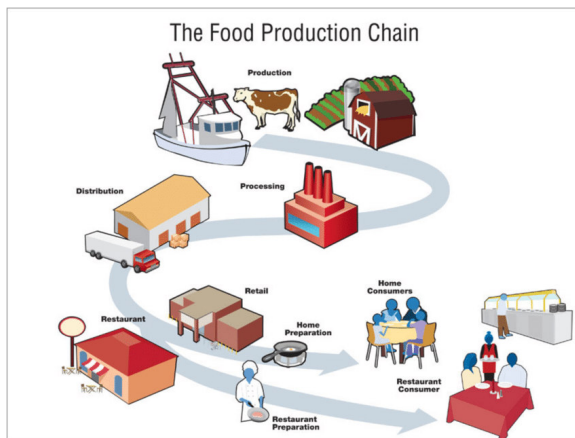 The Food Production Chain
Production
Processing
Distribution
Retail
Restaurant
Home
Preparation
Home
Consumers
Restaurant
Consumer
Restaurant
Preparation